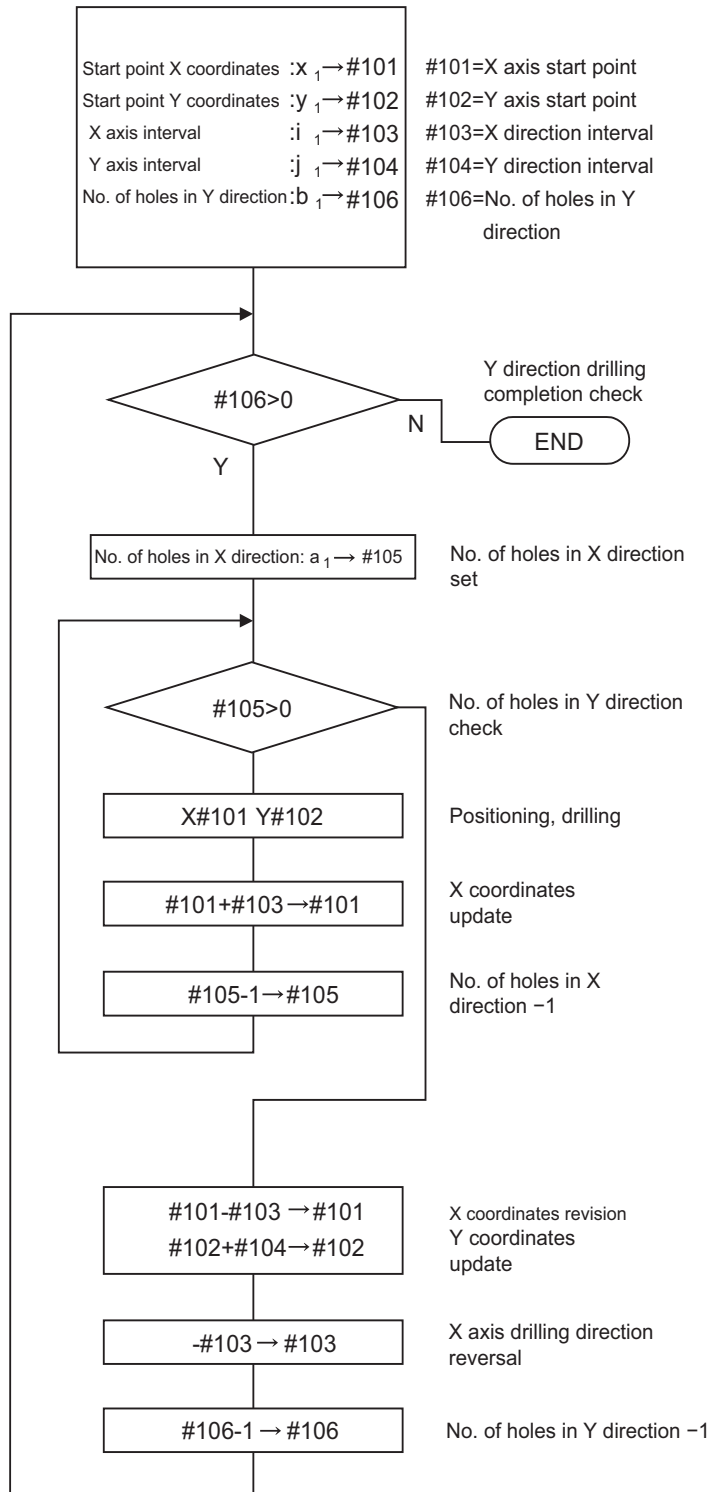 Start point X coordinates :x 1→#101 #101=X axis start point
Start point Y coordinates :y 1→#102 #102=Y axis start point
X axis interval :i 1→#103 #103=X direction interval
Y axis interval :j 1→#104 #104=Y direction interval
No. of holes in Y direction:b 1→#106 #106=No. of holes in Y
direction
Y direction drilling
completion check
#106>0
N
END
Y
No. of holes in X direction: a 1→ #105
No. of holes in X direction
set
#105>0
No. of holes in Y direction
check
X#101 Y#102
Positioning, drilling
#101+#103→#101
X coordinates
update
#105-1→#105
No. of holes in X
direction −1
#101-#103 →#101
#102+#104→#102
X coordinates revision
Y coordinates
update
-#103→ #103
X axis drilling direction
reversal
#106-1→ #106
No. of holes in Y direction −1